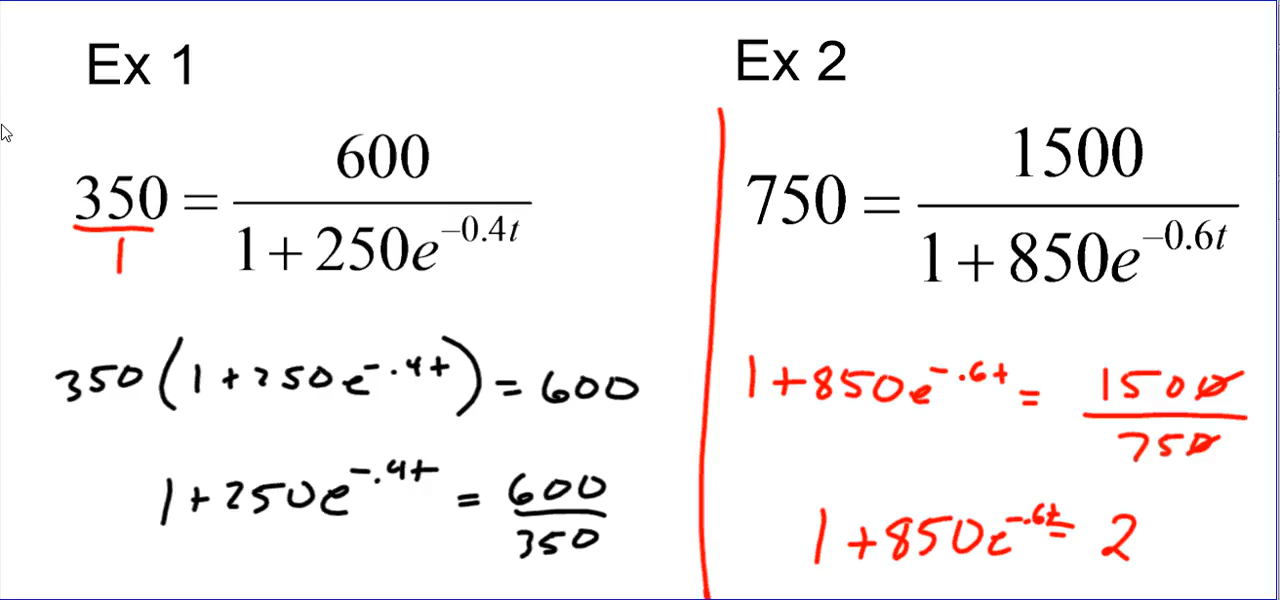 Ex 1
350/1 = 600/(1 + 250e^{-0.4t})
350(1 + 250e^{-.4t}) = 600
1 + 250e^{-.4t} = 600/350
Ex 2
750 = 1500/(1 + 850e^{-0.6t})
1 + 850e^{-.6t} = 1500/750
1 + 850e^{-.6t} = 2